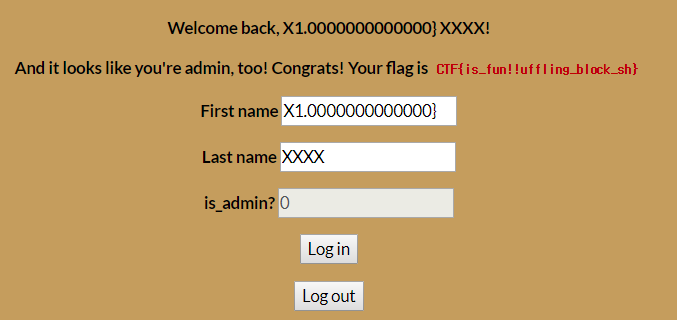 Welcome back, X1.0000000000000} XXXX!
And it looks like you're admin, too! Congrats! Your flag is CTF{is_fun!!uffling_block_sh}
First name X1.0000000000000}
Last name XXXX
is_admin? 0
Log in
Log out